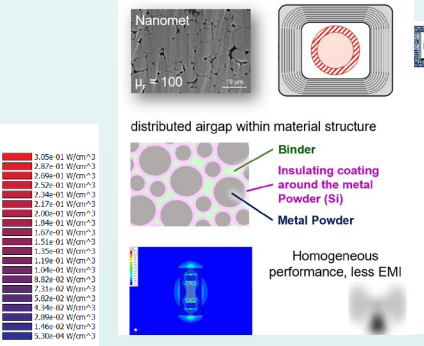 Nanomet
μr = 100
10 μm
distributed airgap within material structure
Binder
Insulating coating
around the metal
Powder (Si)
Metal Powder
3.05e-01 W/cm^3
2.87e-01 W/cm^3
2.69e-01 W/cm^3
2.52e-01 W/cm^3
2.34e-01 W/cm^3
2.17e-01 W/cm^3
2.00e-01 W/cm^3
1.84e-01 W/cm^3
1.67e-01 W/cm^3
1.51e-01 W/cm^3
1.35e-01 W/cm^3
1.19e-01 W/cm^3
1.04e-01 W/cm^3
8.82e-02 W/cm^3
7.31e-02 W/cm^3
5.82e-02 W/cm^3
4.34e-02 W/cm^3
2.89e-02 W/cm^3
1.46e-02 W/cm^3
5.30e-04 W/cm^3
Homogeneous
performance, less EMI